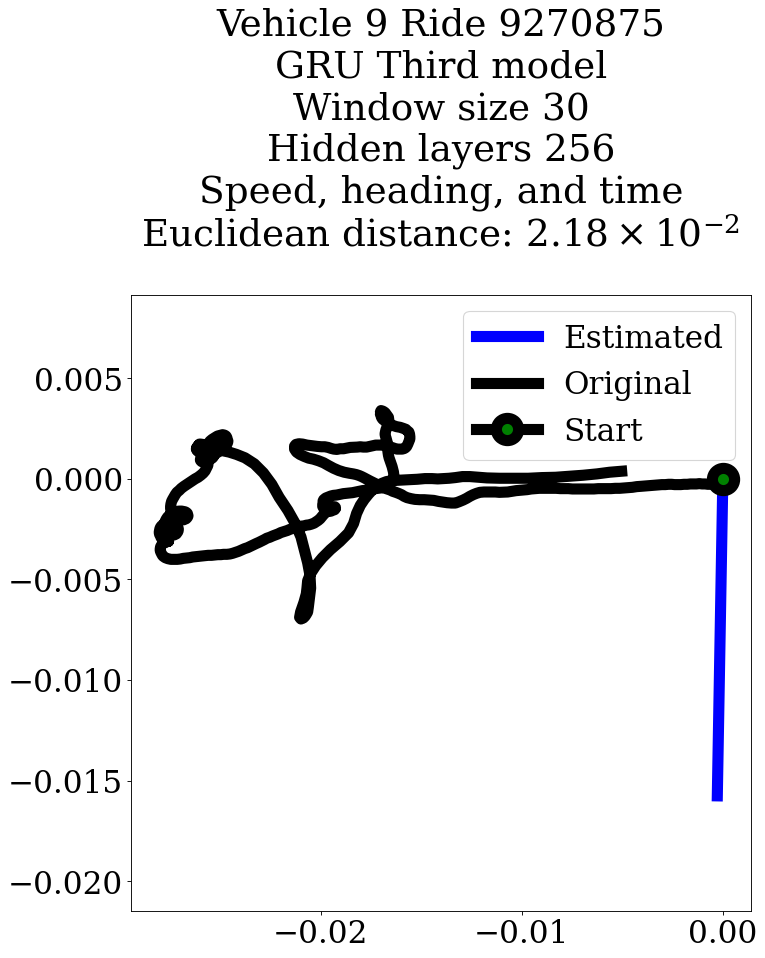 Vehicle 9 Ride 9270875
GRU Third model
Window size 30
Hidden layers 256
Speed, heading, and time
Euclidean distance: 2.18 × 10⁻²
Estimated
Original
Start
0.005
0.000
−0.005
−0.010
−0.015
−0.020
−0.02
−0.01
0.00